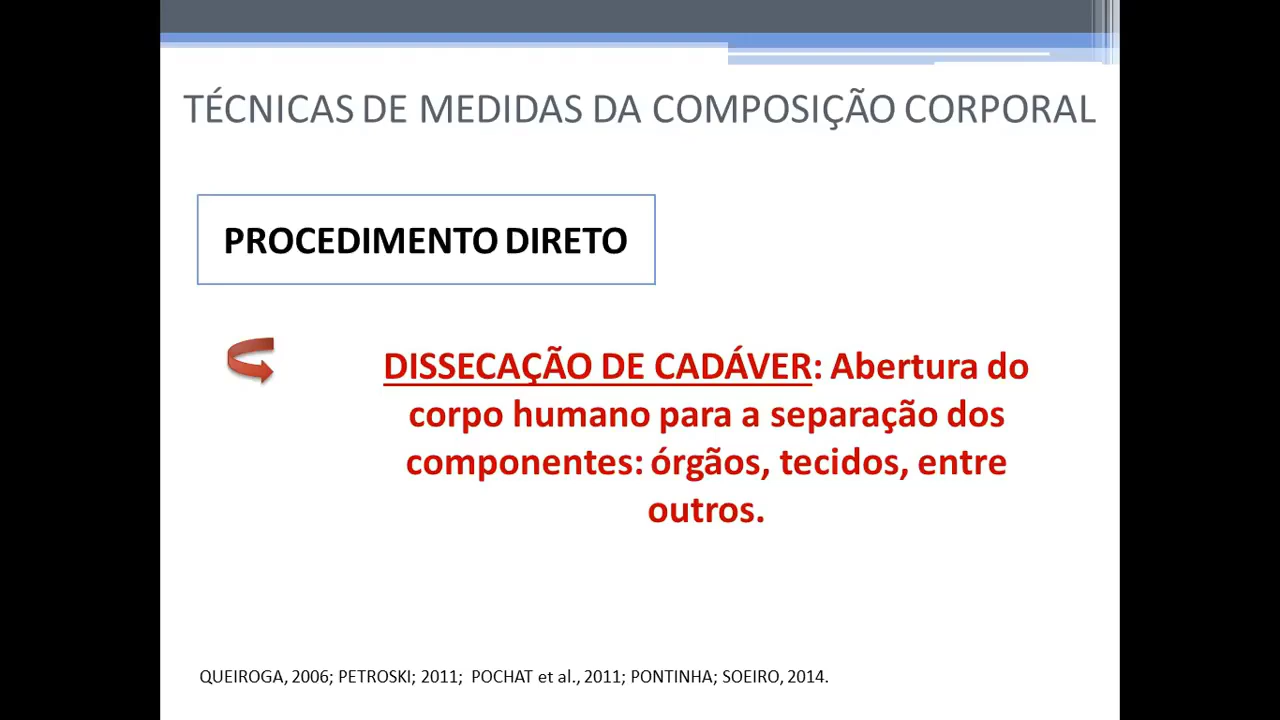 TÉCNICAS DE MEDIDAS DA COMPOSIÇÃO CORPORAL
PROCEDIMENTO DIRETO
DISSECAÇÃO DE CADÁVER: Abertura do
corpo humano para a separação dos
componentes: órgãos, tecidos, entre
outros.
QUEIROGA, 2006; PETROSKI; 2011; POCHAT et al., 2011; PONTINHA; SOEIRO, 2014.